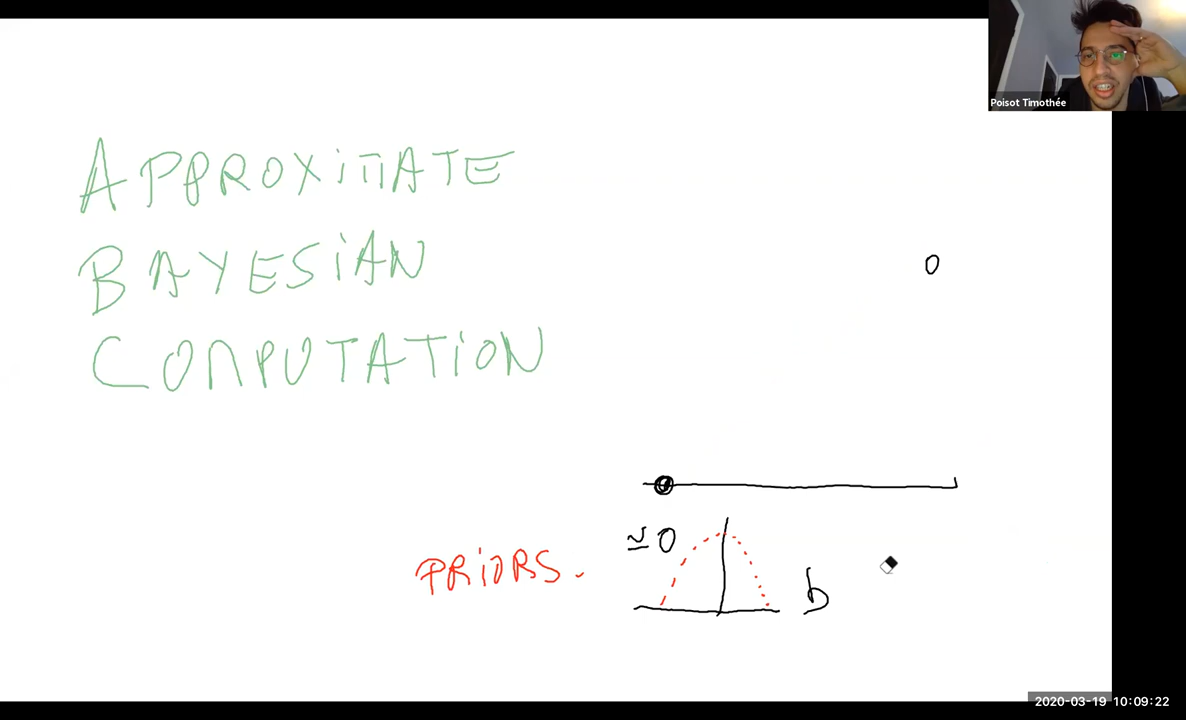 Poisot Timothée
APPROXIMATE
BAYESIAN
COMPUTATION
0
≈0
PRIORS.
b
2020-03-19 10:09:22